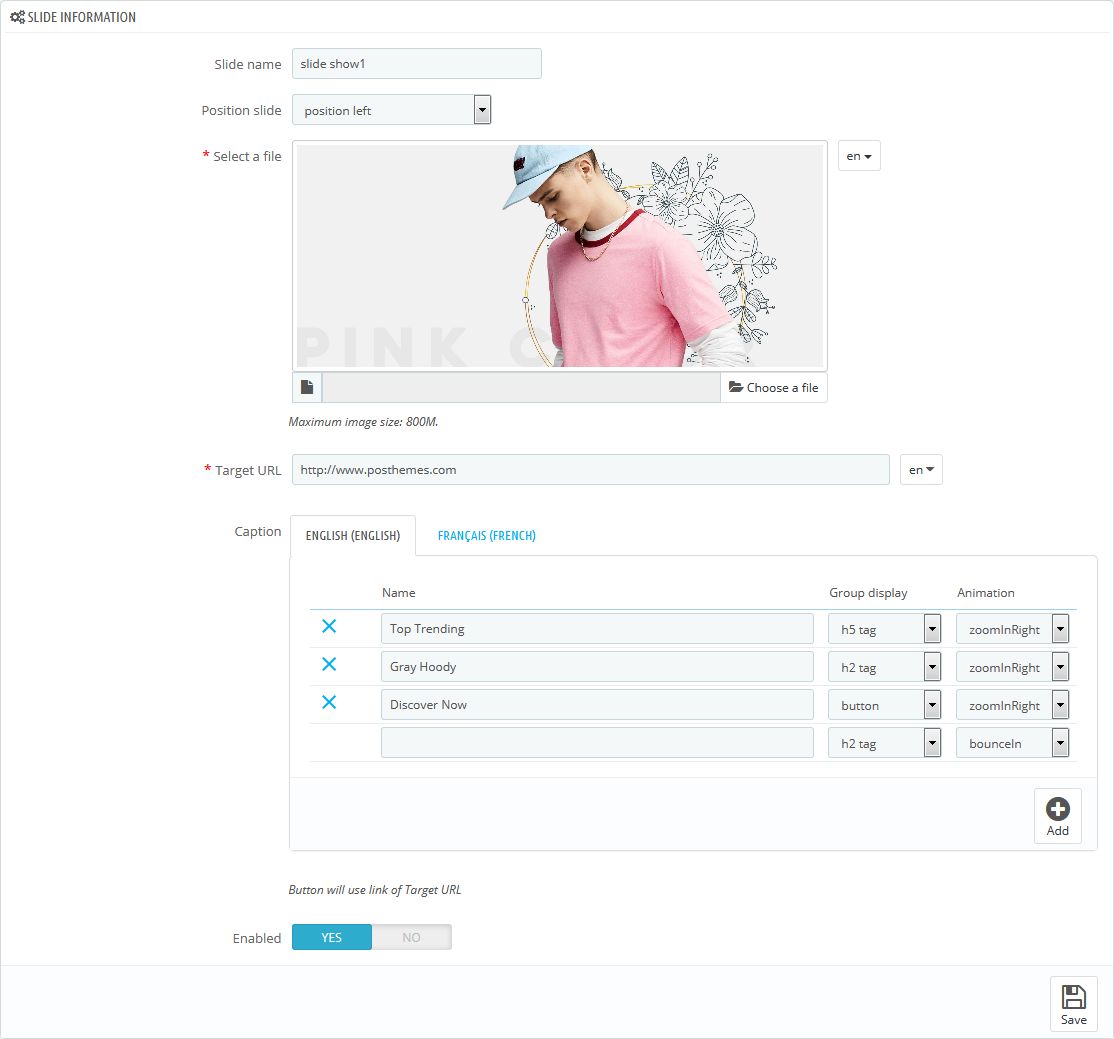 SLIDE INFORMATION
Slide name slide show1
Position slide position left
* Select a file en
PINK
Choose a file
Maximum image size: 800M.
* Target URL http://www.posthemes.com en
Caption ENGLISH (ENGLISH) FRANÇAIS (FRENCH)
Name Group display Animation
Top Trending h5 tag zoomInRight
Gray Hoody h2 tag zoomInRight
Discover Now button zoomInRight
h2 tag bounceIn
Add
Button will use link of Target URL
Enabled YES NO
Save